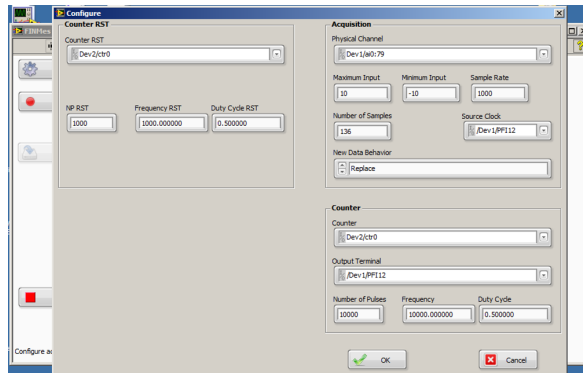 Configure
FINMes
Counter RST
Counter RST
Dev2/ctr0
NP RST
Frequency RST
Duty Cycle RST
1000
1000.000000
0.500000
Acquisition
Physical Channel
Dev1/ai0:79
Maximum Input
Minimum Input
Sample Rate
10
-10
1000
Number of Samples
Source Clock
136
/Dev1/PFI12
New Data Behavior
Replace
Counter
Counter
Dev2/ctr0
Output Terminal
/Dev1/PFI12
Number of Pulses
Frequency
Duty Cycle
10000
10000.000000
0.500000
Configure ac
OK
Cancel